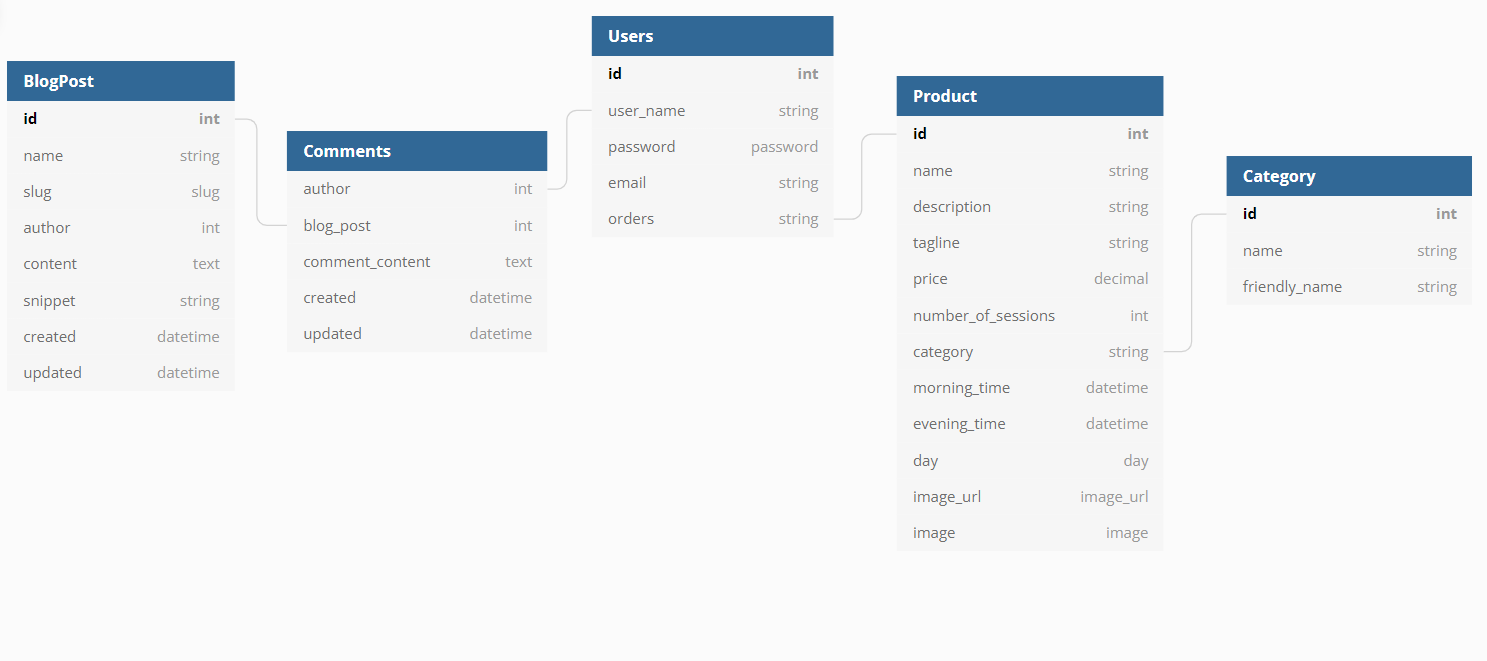 BlogPost
id int
name string
slug slug
author int
content text
snippet string
created datetime
updated datetime
Comments
author int
blog_post int
comment_content text
created datetime
updated datetime
Users
id int
user_name string
password password
email string
orders string
Product
id int
name string
description string
tagline string
price decimal
number_of_sessions int
category string
morning_time datetime
evening_time datetime
day day
image_url image_url
image image
Category
id int
name string
friendly_name string